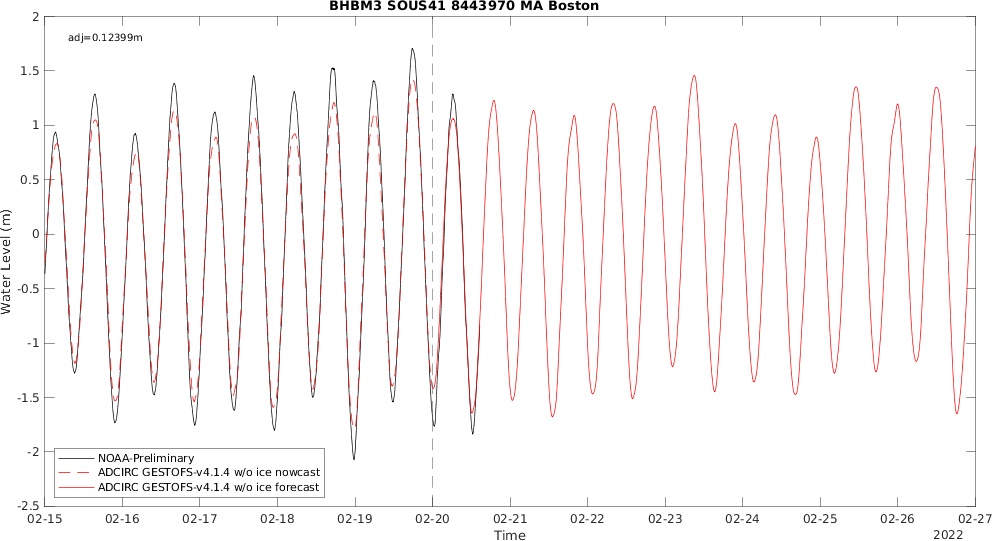 BHBM3 SOUS41 8443970 MA Boston
adj=0.12399m
2
1.5
1
0.5
0
-0.5
-1
-1.5
-2
-2.5
Water Level (m)
NOAA-Preliminary
ADCIRC GESTOFS-v4.1.4 w/o ice nowcast
ADCIRC GESTOFS-v4.1.4 w/o ice forecast
02-15 02-16 02-17 02-18 02-19 02-20 02-21 02-22 02-23 02-24 02-25 02-26 02-27
Time
2022